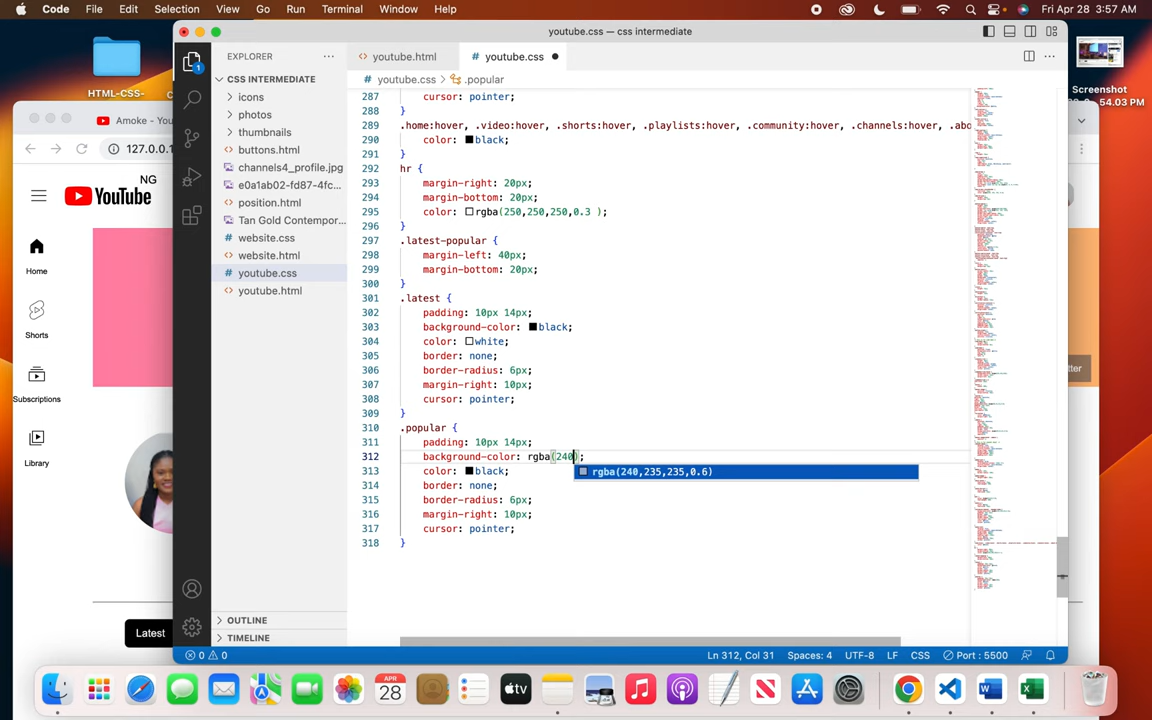 Code File Edit Selection View Go Run Terminal Window Help Fri Apr 28 3:57 AM
youtube.css — css intermediate
HTML-CSS-
Screenshot
54.03 PM
EXPLORER
youtube.html
youtube.css
youtube.css > .popular
CSS INTERMEDIATE
icons
photos
thumbnails
buttons.html
channels4_profile.jpg
e0a1ab02-fd87-4fc...
position.html
Tan Gold Contempor...
website.css
website.html
youtube.css
youtube.html
OUTLINE
TIMELINE
287 cursor: pointer;
288 }
289 .home:hover, .video:hover, .shorts:hover, .playlists:hover, .community:hover, .channels:hover, .abo
290 color: black;
291 }
292 hr {
293 margin-right: 20px;
294 margin-bottom: 20px;
295 color: rgba(250,250,250,0.3 );
296 }
297 .latest-popular {
298 margin-left: 40px;
299 margin-bottom: 20px;
300 }
301 .latest {
302 padding: 10px 14px;
303 background-color: black;
304 color: white;
305 border: none;
306 border-radius: 6px;
307 margin-right: 10px;
308 cursor: pointer;
309 }
310 .popular {
311 padding: 10px 14px;
312 background-color: rgba(240);
rgba(240,235,235,0.6)
313 color: black;
314 border: none;
315 border-radius: 6px;
316 margin-right: 10px;
317 cursor: pointer;
318 }
Amoke - You
127.0.0.1
NG
YouTube
Home
Shorts
Subscriptions
Library
Latest
tter
1
0 0 Ln 312, Col 31 Spaces: 4 UTF-8 LF CSS Port : 5500
APR
28
tv